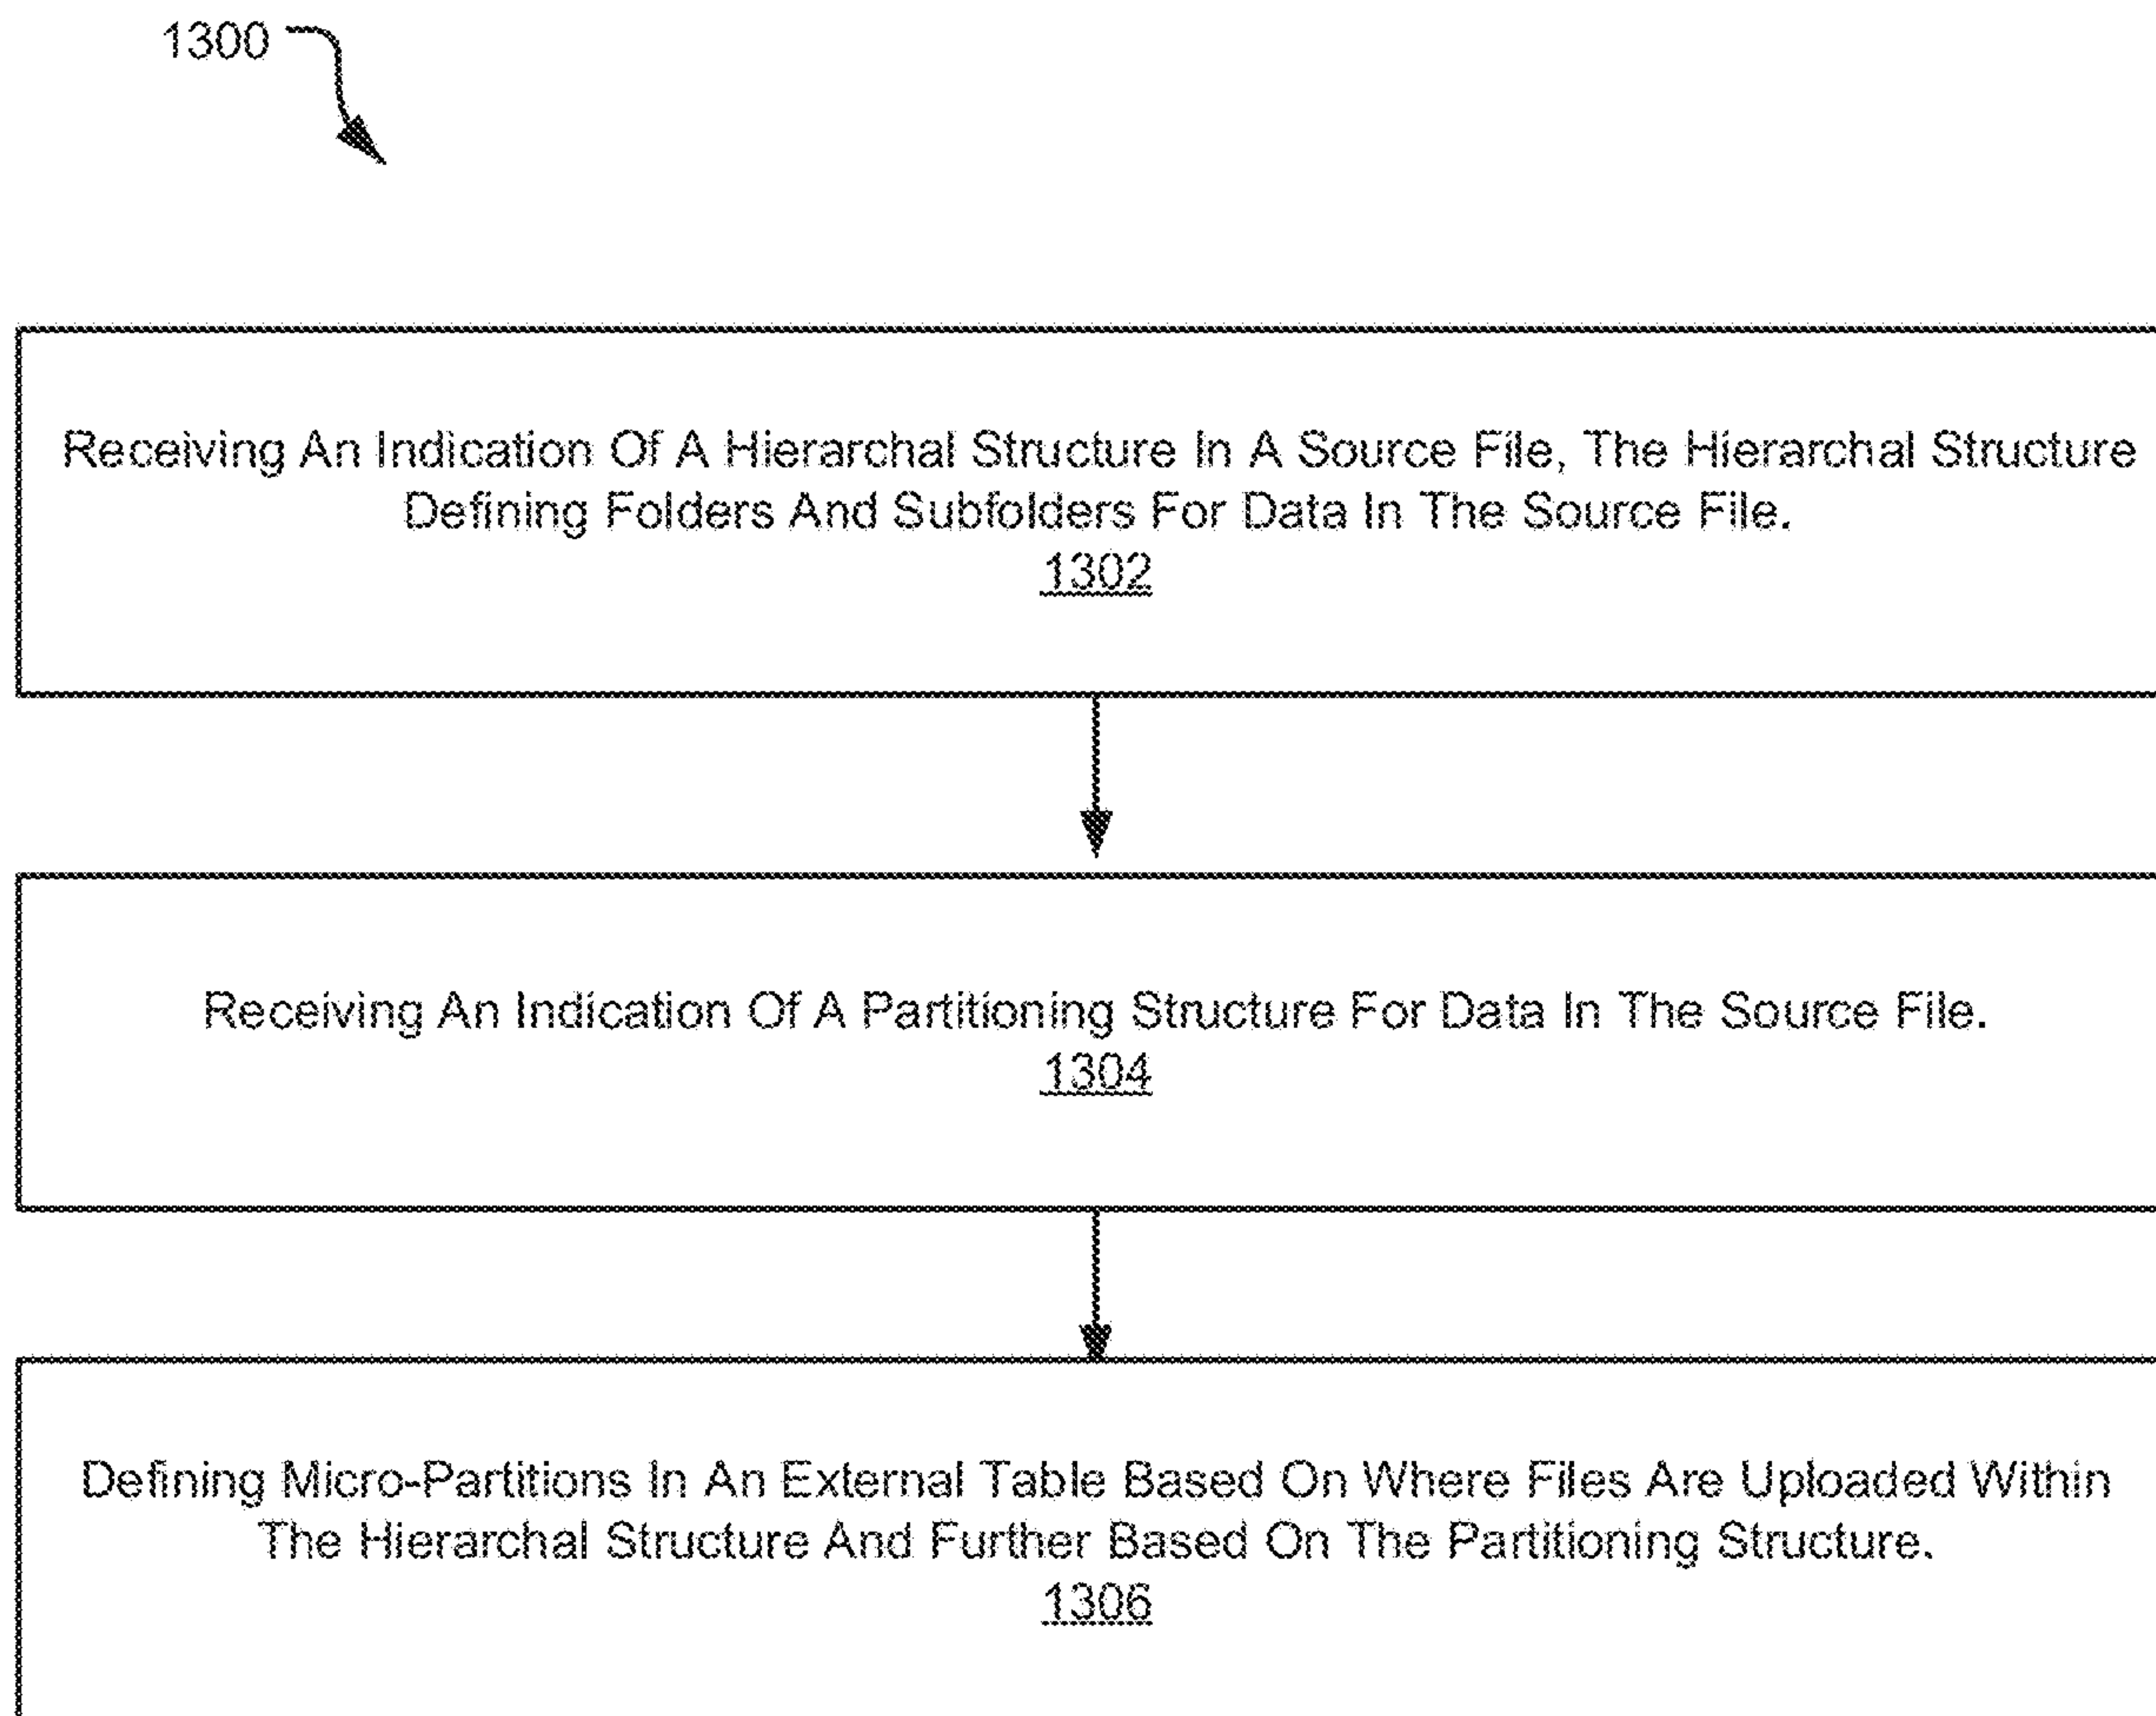 1300
Receiving An Indication Of A Hierarchal Structure In A Source File, The Hierarchal Structure
Defining Folders And Subfolders For Data In The Source File.
1302
Receiving An Indication Of A Partitioning Structure For Data In The Source File.
1304
Defining Micro-Partitions In An External Table Based On Where Files Are Uploaded Within
The Hierarchal Structure And Further Based On The Partitioning Structure.
1306